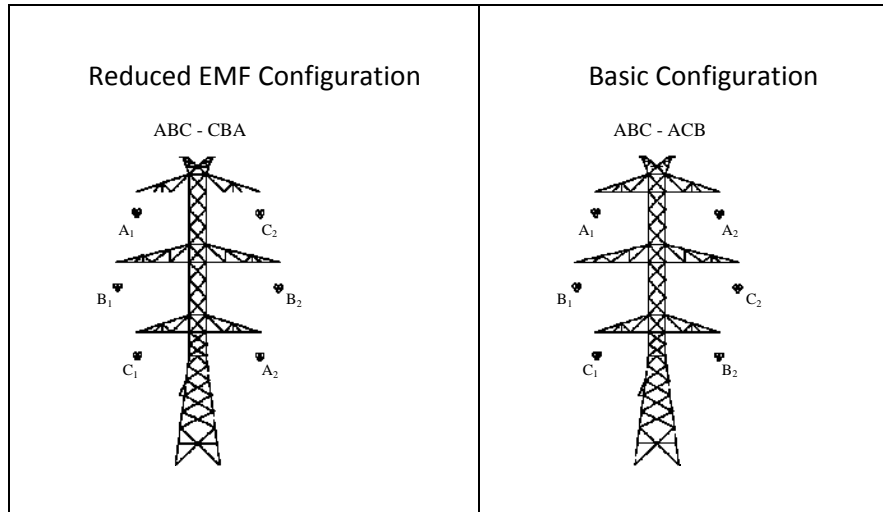 Reduced EMF Configuration
ABC - CBA
A₁ C₂
B₁ B₂
C₁ A₂
Basic Configuration
ABC - ACB
A₁ A₂
B₁ C₂
C₁ B₂